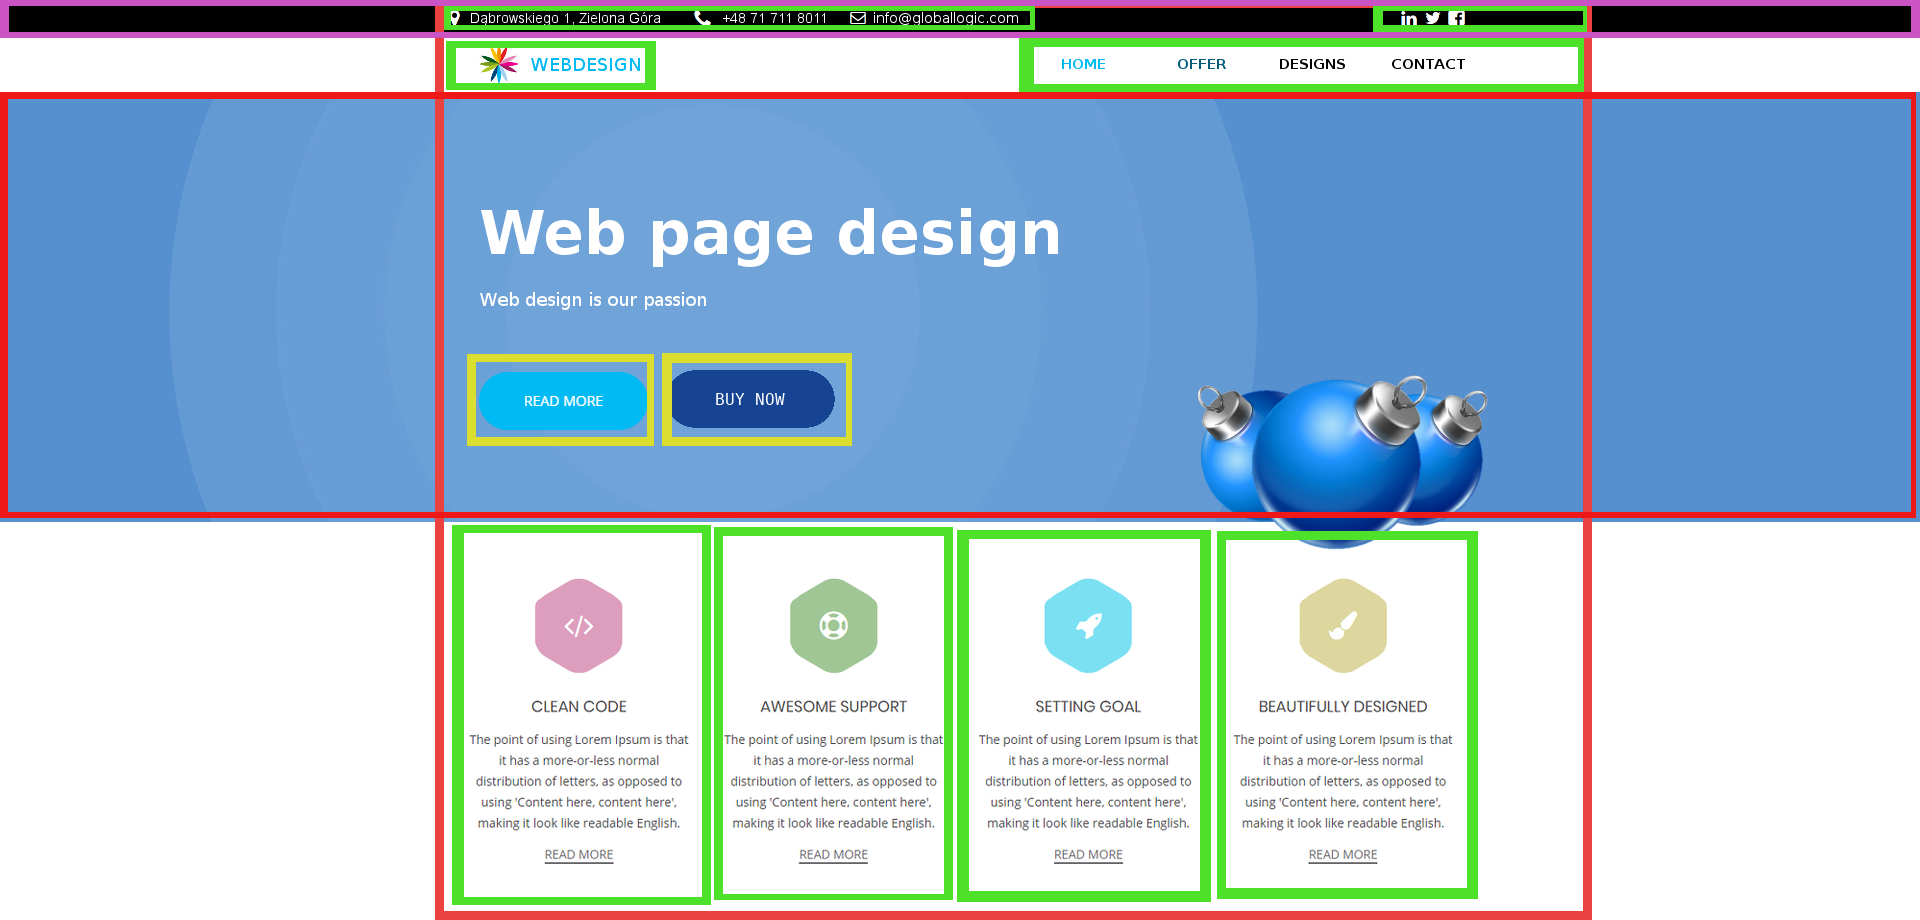 Dąbrowskiego 1, Zielona Góra +48 71 711 8011 info@globallogic.com
WEBDESIGN HOME OFFER DESIGNS CONTACT
Web page design
Web design is our passion
READ MORE BUY NOW
CLEAN CODE
The point of using Lorem Ipsum is that
it has a more-or-less normal
distribution of letters, as opposed to
using 'Content here, content here',
making it look like readable English.
READ MORE
AWESOME SUPPORT
The point of using Lorem Ipsum is that
it has a more-or-less normal
distribution of letters, as opposed to
using 'Content here, content here',
making it look like readable English.
READ MORE
SETTING GOAL
The point of using Lorem Ipsum is that
it has a more-or-less normal
distribution of letters, as opposed to
using 'Content here, content here',
making it look like readable English.
READ MORE
BEAUTIFULLY DESIGNED
The point of using Lorem Ipsum is that
it has a more-or-less normal
distribution of letters, as opposed to
using 'Content here, content here',
making it look like readable English.
READ MORE